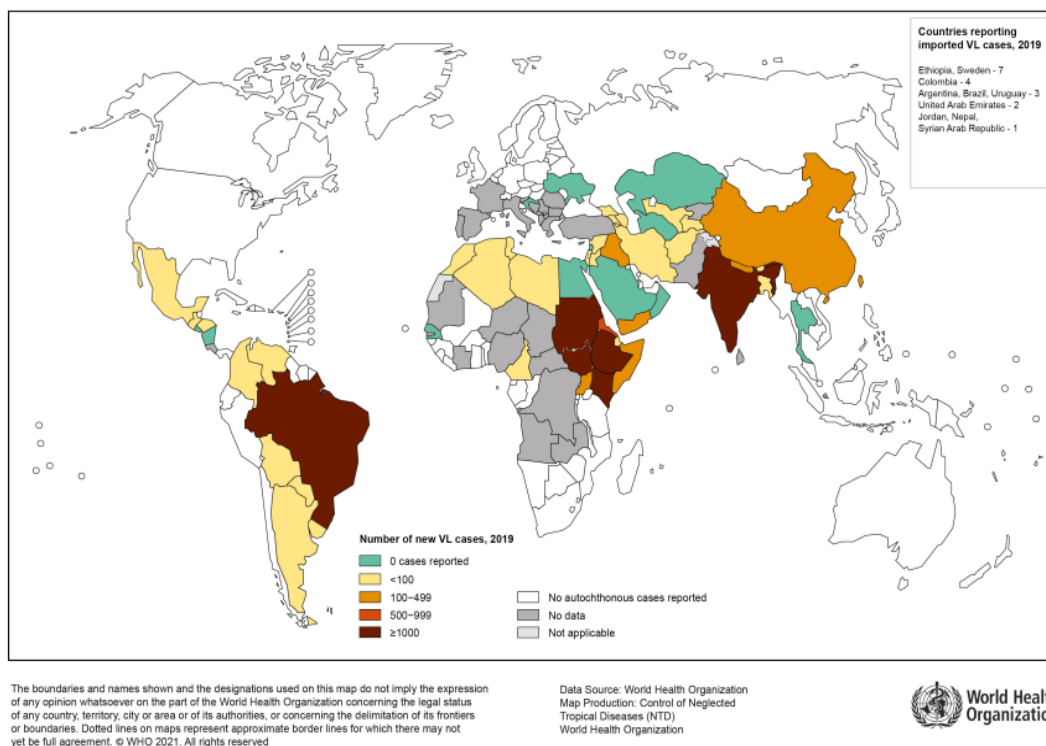 Countries reporting
imported VL cases, 2019
Ethiopia, Sweden - 7
Colombia - 4
Argentina, Brazil, Uruguay - 3
United Arab Emirates - 2
Jordan, Nepal,
Syrian Arab Republic - 1
Number of new VL cases, 2019
0 cases reported
<100
100–499
500–999
≥1000
No autochthonous cases reported
No data
Not applicable
The boundaries and names shown and the designations used on this map do not imply the expression
of any opinion whatsoever on the part of the World Health Organization concerning the legal status
of any country, territory, city or area or of its authorities, or concerning the delimitation of its frontiers
or boundaries. Dotted lines on maps represent approximate border lines for which there may not
yet be full agreement. © WHO 2021. All rights reserved
Data Source: World Health Organization
Map Production: Control of Neglected
Tropical Diseases (NTD)
World Health Organization
World Heal
Organizatio